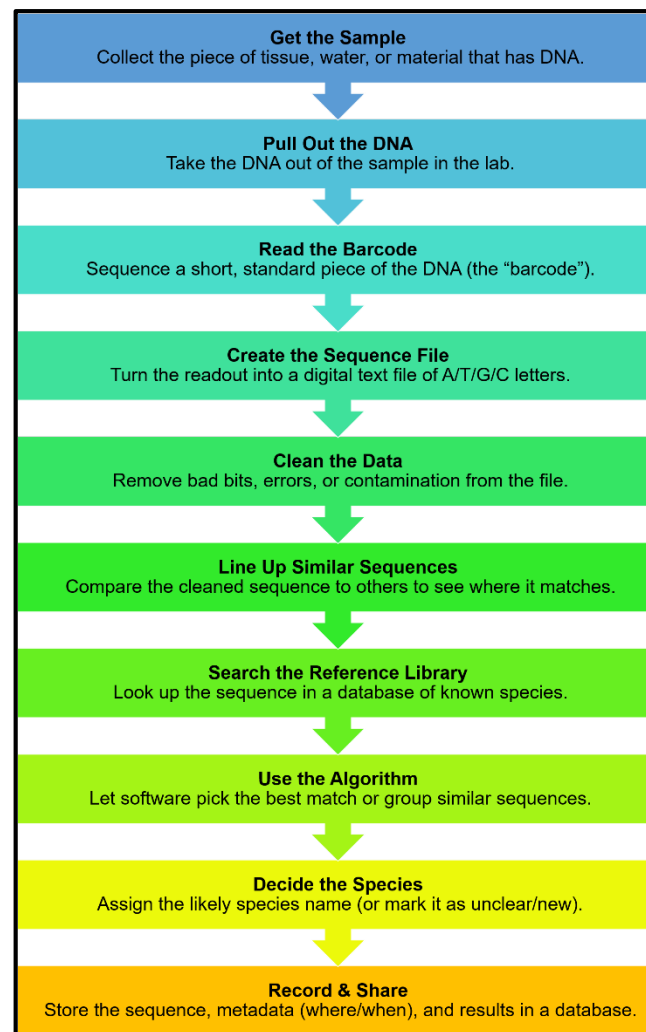 Get the Sample
Collect the piece of tissue, water, or material that has DNA.
Pull Out the DNA
Take the DNA out of the sample in the lab.
Read the Barcode
Sequence a short, standard piece of the DNA (the “barcode”).
Create the Sequence File
Turn the readout into a digital text file of A/T/G/C letters.
Clean the Data
Remove bad bits, errors, or contamination from the file.
Line Up Similar Sequences
Compare the cleaned sequence to others to see where it matches.
Search the Reference Library
Look up the sequence in a database of known species.
Use the Algorithm
Let software pick the best match or group similar sequences.
Decide the Species
Assign the likely species name (or mark it as unclear/new).
Record & Share
Store the sequence, metadata (where/when), and results in a database.